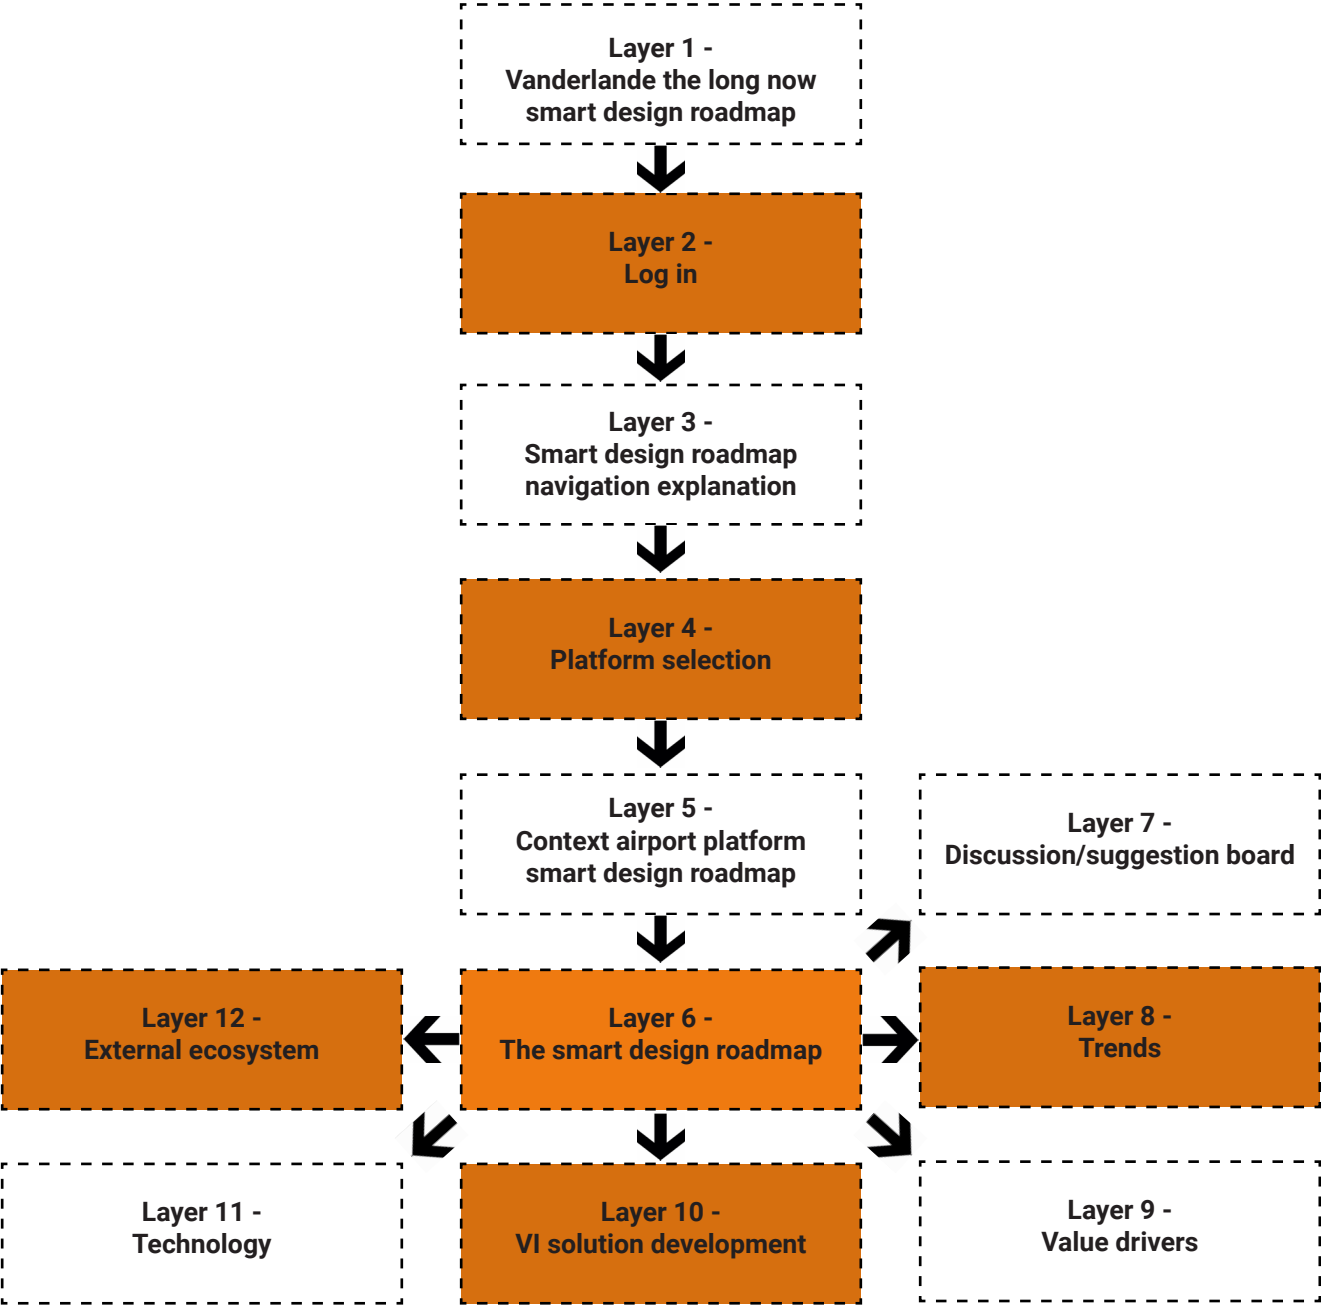 Layer 1 -
Vanderlande the long now
smart design roadmap
Layer 2 -
Log in
Layer 3 -
Smart design roadmap
navigation explanation
Layer 4 -
Platform selection
Layer 5 -
Context airport platform
smart design roadmap
Layer 7 -
Discussion/suggestion board
Layer 12 -
External ecosystem
Layer 6 -
The smart design roadmap
Layer 8 -
Trends
Layer 11 -
Technology
Layer 10 -
VI solution development
Layer 9 -
Value drivers